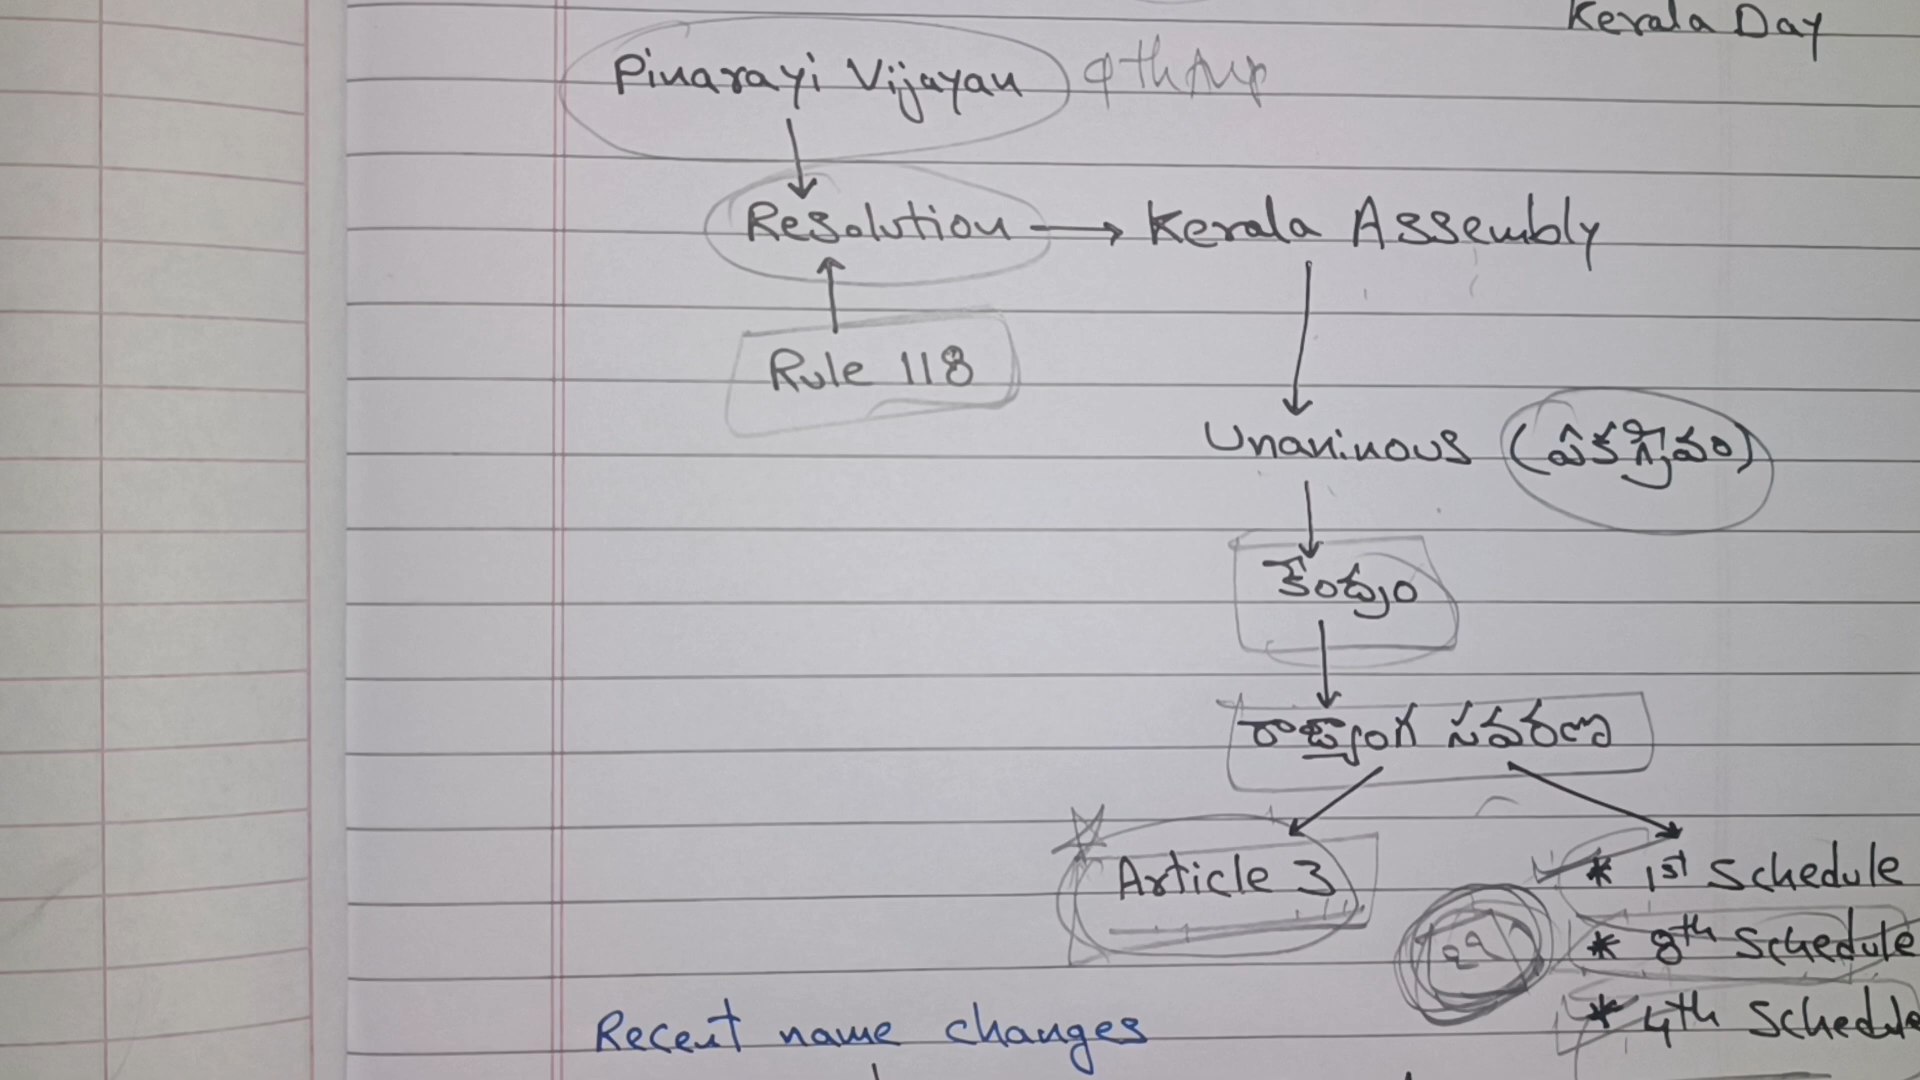 Kerala Day
Pinarayi Vijayan 9th Aug
Resolution → Kerala Assembly
Rule 118
Unaninous (ఏకగ్రీవం)
కేంద్రం
రాజ్యాంగ సవరణ
Article 3
* 1st Schedule
* 8th Schedule
* 4th Schedule
Recent name changes